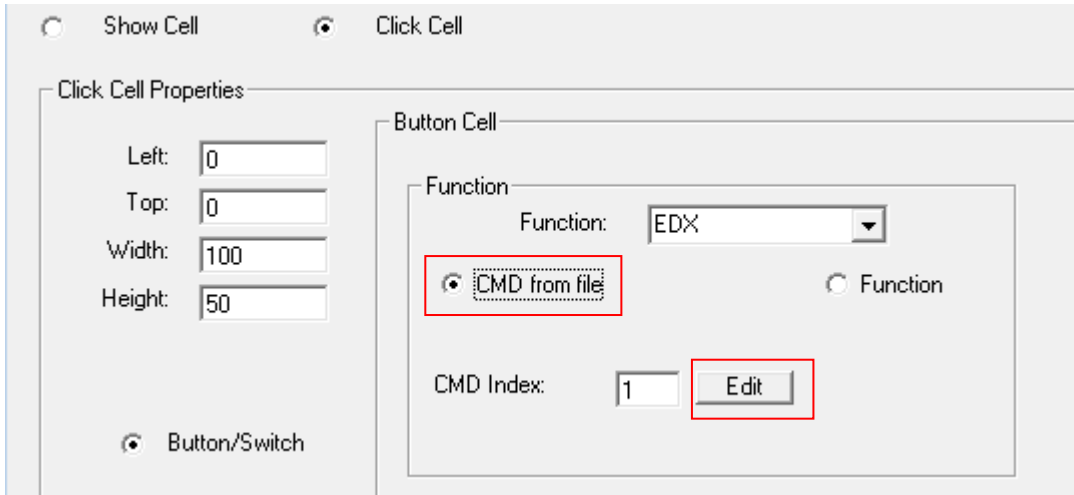 Show Cell Click Cell
Click Cell Properties
Button Cell
Left: 0
Function
Top: 0
Function: EDX
Width: 100
CMD from file Function
Height: 50
CMD Index: 1 Edit
Button/Switch